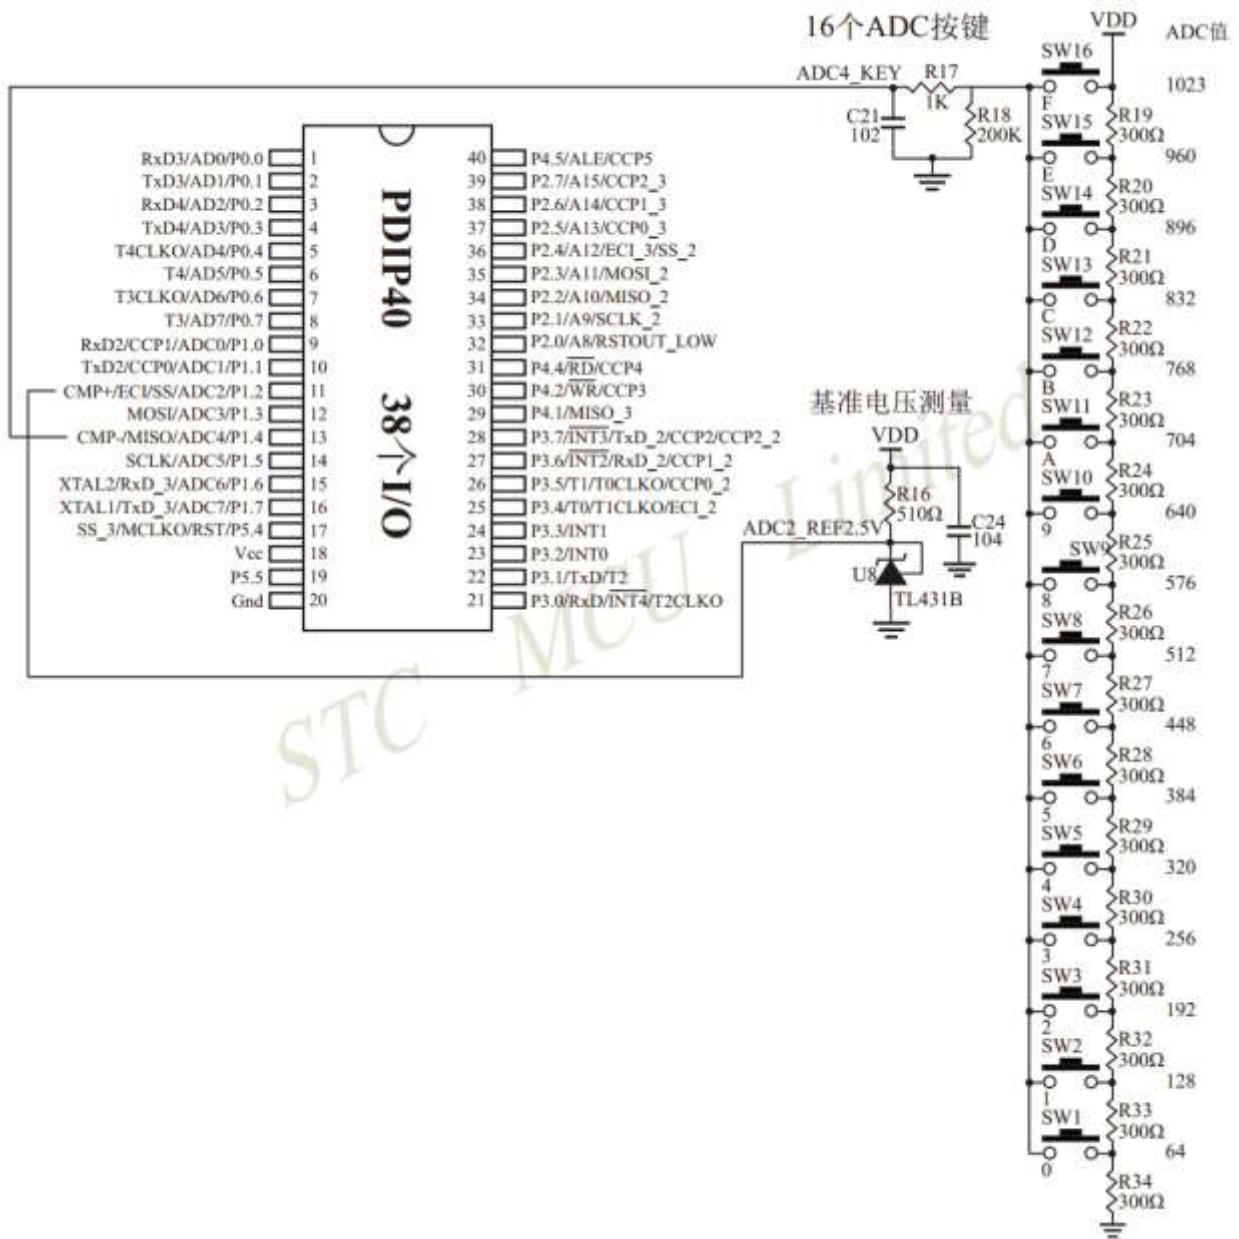 16个ADC按键
VDD
ADC值
SW16
1023
ADC4_KEY
R17
1K
C21
102
R18
200K
F
R19
300Ω
SW15
960
E
R20
300Ω
SW14
896
D
R21
300Ω
SW13
832
C
R22
300Ω
SW12
768
B
R23
300Ω
SW11
704
A
R24
300Ω
SW10
640
9
R25
300Ω
SW9
576
8
R26
300Ω
SW8
512
7
R27
300Ω
SW7
448
6
R28
300Ω
SW6
384
5
R29
300Ω
SW5
320
4
R30
300Ω
SW4
256
3
R31
300Ω
SW3
192
2
R32
300Ω
SW2
128
1
R33
300Ω
SW1
64
0
R34
300Ω
RxD3/AD0/P0.0 1
TxD3/AD1/P0.1 2
RxD4/AD2/P0.2 3
TxD4/AD3/P0.3 4
T4CLKO/AD4/P0.4 5
T4/AD5/P0.5 6
T3CLKO/AD6/P0.6 7
T3/AD7/P0.7 8
RxD2/CCP1/ADC0/P1.0 9
TxD2/CCP0/ADC1/P1.1 10
CMP+/ECI/SS/ADC2/P1.2 11
MOSI/ADC3/P1.3 12
CMP-/MISO/ADC4/P1.4 13
SCLK/ADC5/P1.5 14
XTAL2/RxD_3/ADC6/P1.6 15
XTAL1/TxD_3/ADC7/P1.7 16
SS_3/MCLKO/RST/P5.4 17
Vcc 18
P5.5 19
Gnd 20
PDIP40 38个I/O
40 P4.5/ALE/CCP5
39 P2.7/A15/CCP2_3
38 P2.6/A14/CCP1_3
37 P2.5/A13/CCP0_3
36 P2.4/A12/ECI_3/SS_2
35 P2.3/A11/MOSI_2
34 P2.2/A10/MISO_2
33 P2.1/A9/SCLK_2
32 P2.0/A8/RSTOUT_LOW
31 P4.4/RD/CCP4
30 P4.2/WR/CCP3
29 P4.1/MISO_3
28 P3.7/INT3/TxD_2/CCP2/CCP2_2
27 P3.6/INT2/RxD_2/CCP1_2
26 P3.5/T1/T0CLKO/CCP0_2
25 P3.4/T0/T1CLKO/ECI_2
24 P3.3/INT1
23 P3.2/INT0
22 P3.1/TxD/T2
21 P3.0/RxD/INT4/T2CLKO
基准电压测量
VDD
R16
510Ω
C24
104
ADC2_REF2.5V
U8
TL431B
STC MCU Limited